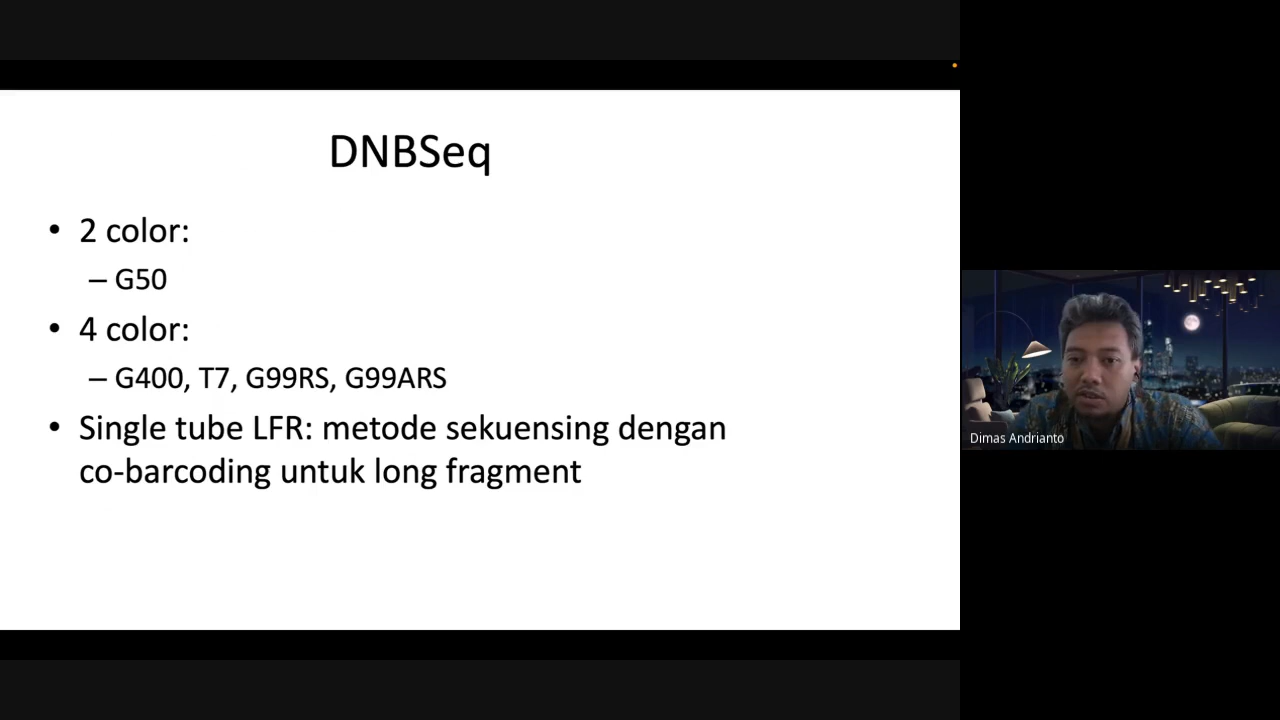 DNBSeq
• 2 color:
– G50
• 4 color:
– G400, T7, G99RS, G99ARS
• Single tube LFR: metode sekuensing dengan
co-barcoding untuk long fragment
Dimas Andrianto